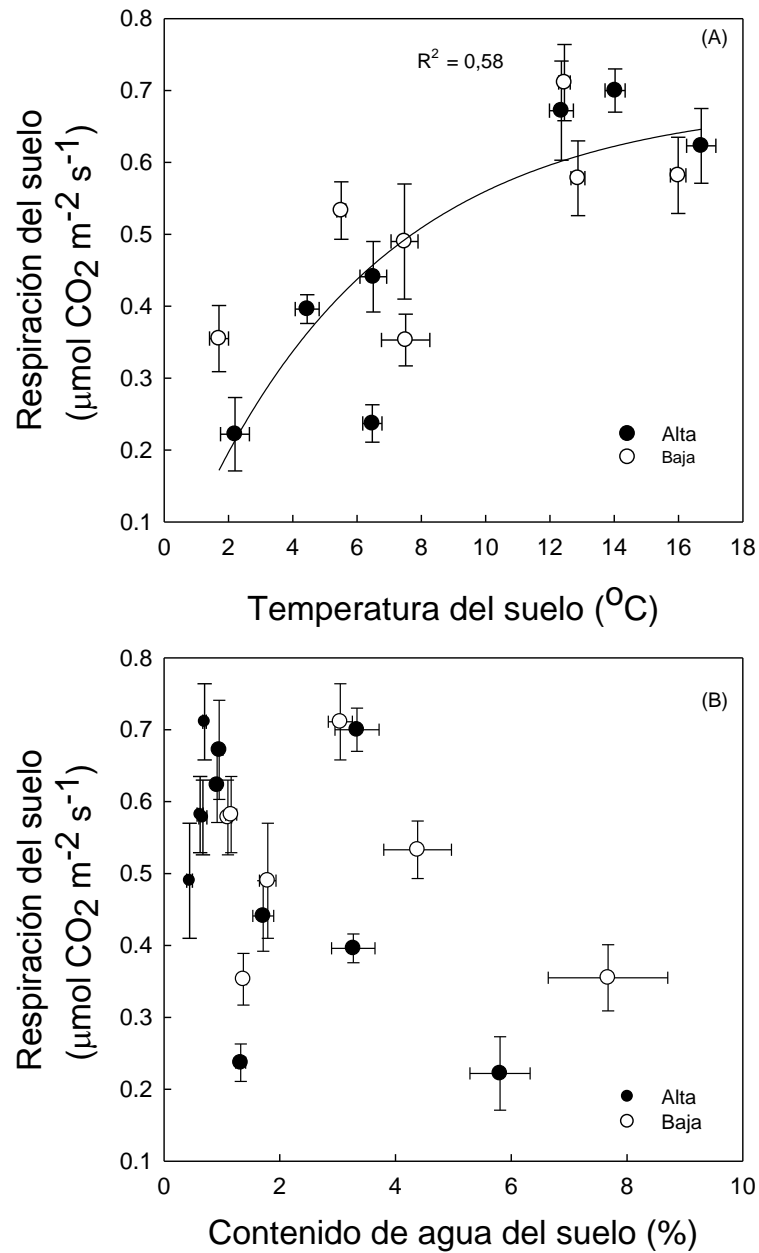 0.8
(A)
R² = 0,58
0.7
0.6
0.5
0.4
0.3
0.2
0.1
Respiración del suelo
(μmol CO₂ m⁻² s⁻¹)
Alta
Baja
0 2 4 6 8 10 12 14 16 18
Temperatura del suelo (ºC)
0.8
(B)
0.7
0.6
0.5
0.4
0.3
0.2
0.1
Respiración del suelo
(μmol CO₂ m⁻² s⁻¹)
Alta
Baja
0 2 4 6 8 10
Contenido de agua del suelo (%)